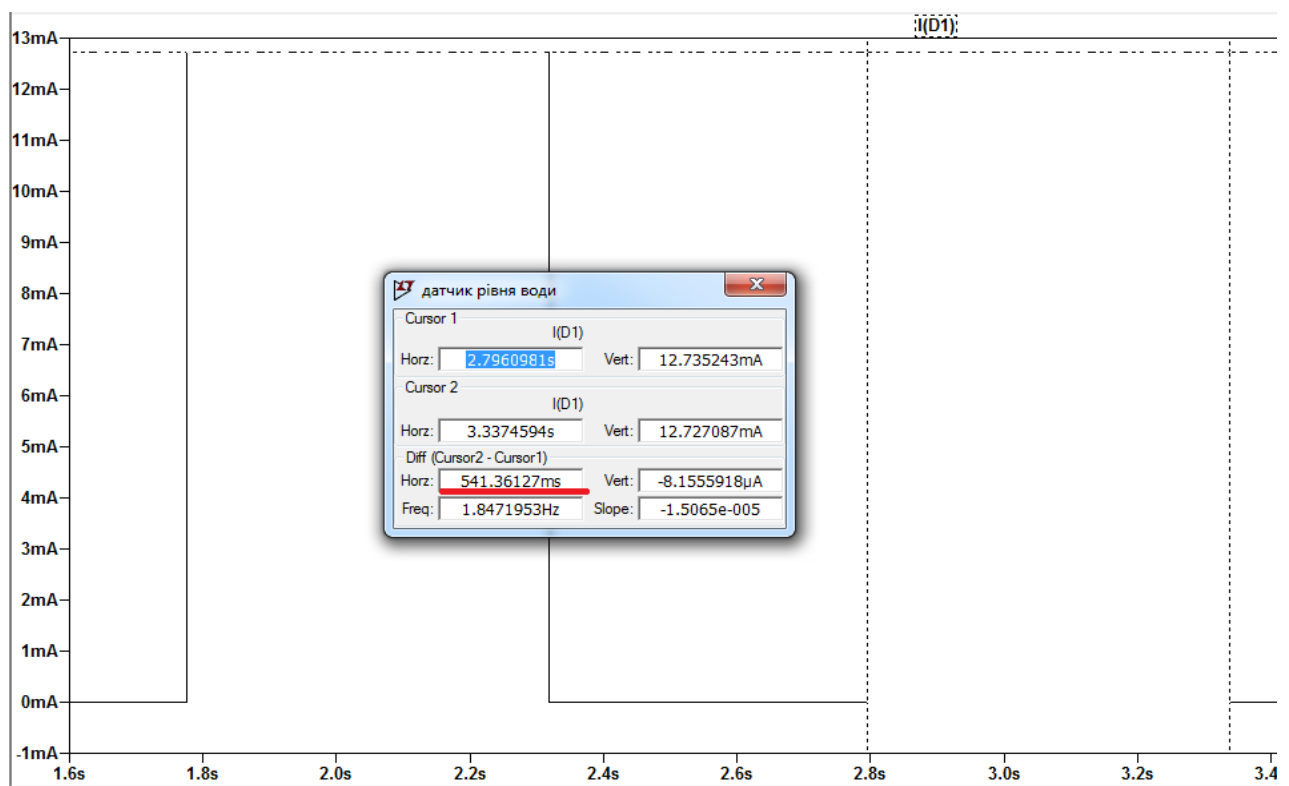 I(D1)
13mA
12mA
11mA
10mA
9mA
8mA
7mA
6mA
5mA
4mA
3mA
2mA
1mA
0mA
-1mA
датчик рівня води
Cursor 1
I(D1)
Horz: 2.7960981s Vert: 12.735243mA
Cursor 2
I(D1)
Horz: 3.3374594s Vert: 12.727087mA
Diff (Cursor2 - Cursor1)
Horz: 541.36127ms Vert: -8.1555918µA
Freq: 1.8471953Hz Slope: -1.5065e-005
1.6s 1.8s 2.0s 2.2s 2.4s 2.6s 2.8s 3.0s 3.2s 3.4